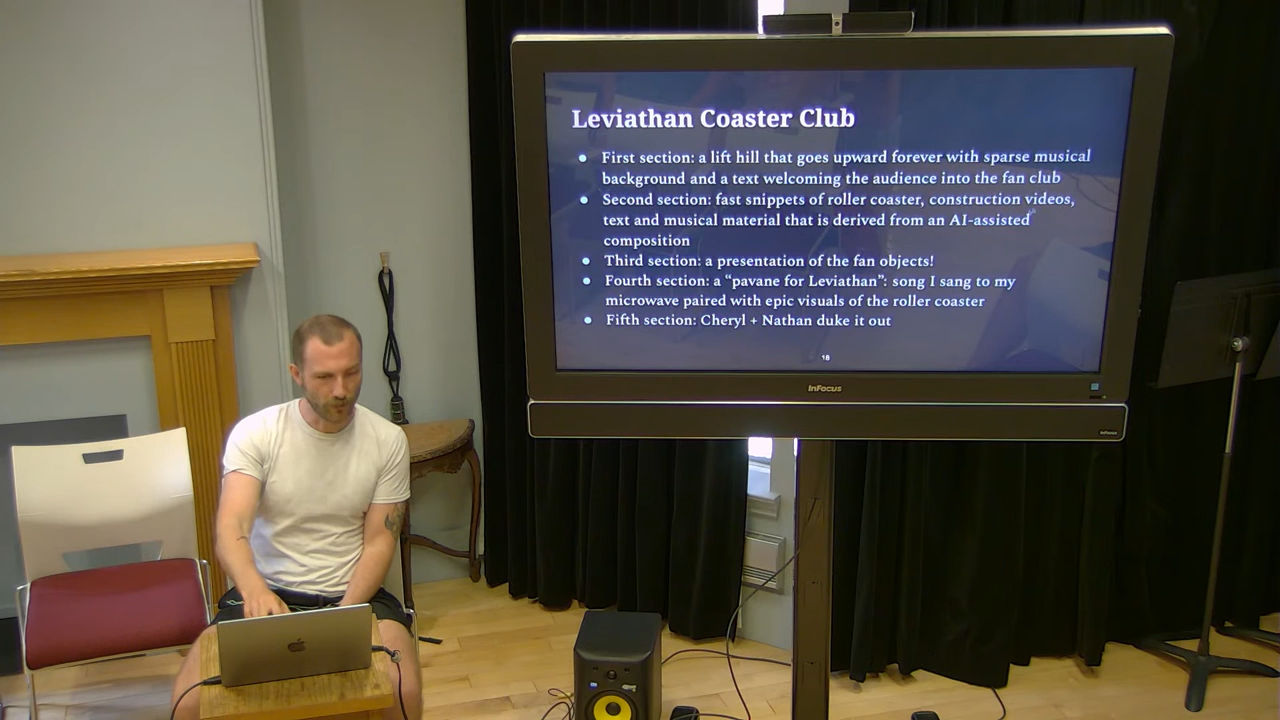 Leviathan Coaster Club
● First section: a lift hill that goes upward forever with sparse musical
background and a text welcoming the audience into the fan club
● Second section: fast snippets of roller coaster, construction videos,
text and musical material that is derived from an AI-assisted
composition
● Third section: a presentation of the fan objects!
● Fourth section: a “pavane for Leviathan”: song I sang to my
microwave paired with epic visuals of the roller coaster
● Fifth section: Cheryl + Nathan duke it out
18
InFocus